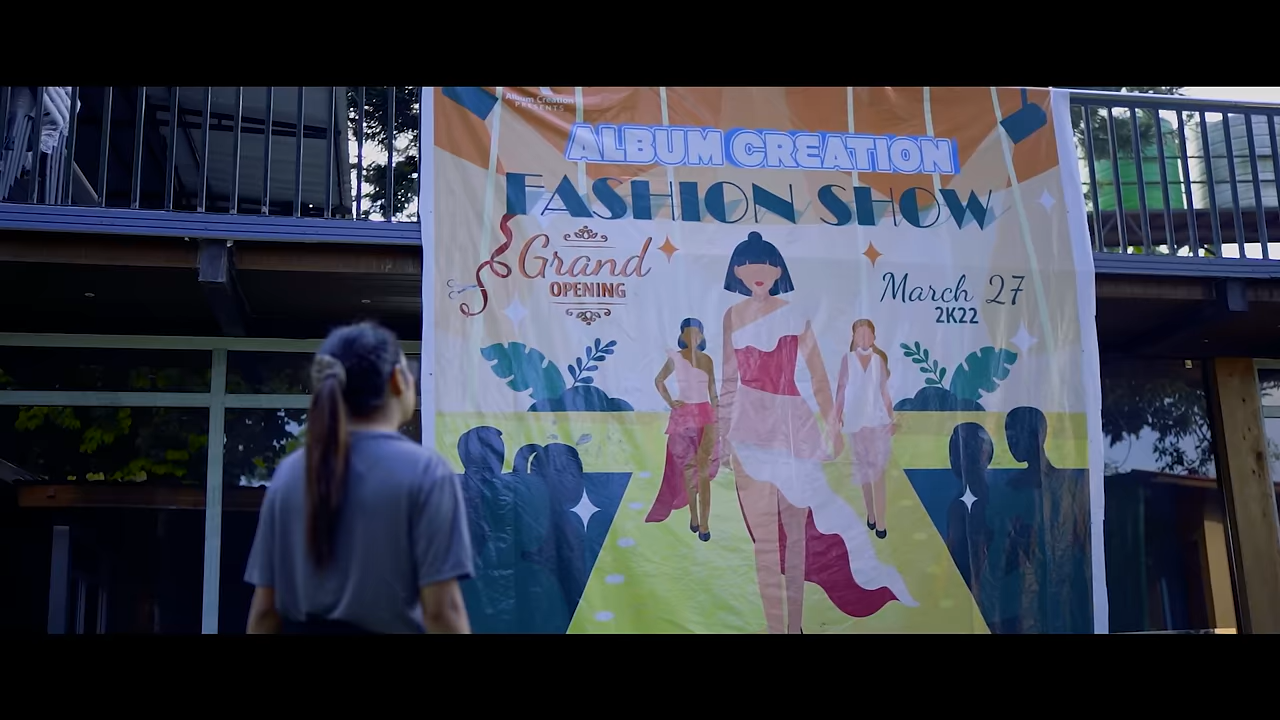 Album Creation
PRESENTS
ALBUM CREATION
FASHION SHOW
Grand
OPENING
March 27
2K22